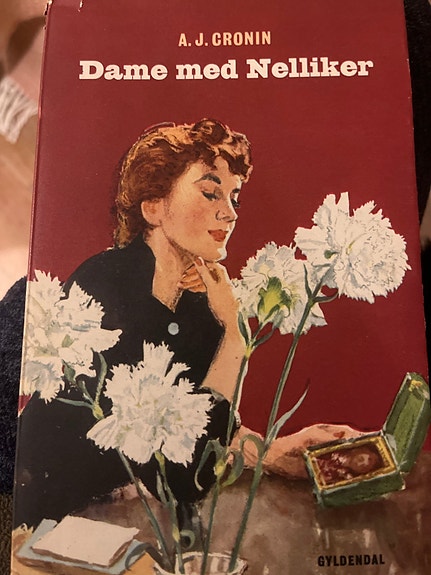 A. J. CRONIN
Dame med Nelliker
GYLDENDAL